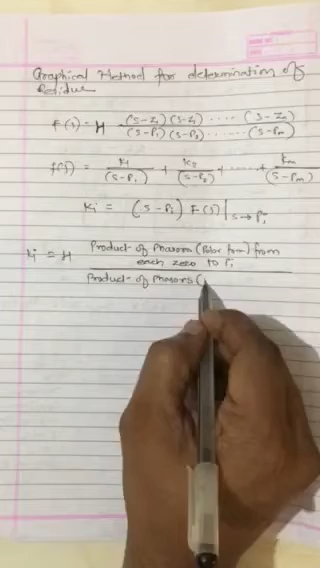 Graphical Method for determination of
Residue
F(s) = H (s-Z1)(s-Z2) ..... (s-Zn)
(s-P1)(s-P2) ....... (s-Pm)
F(s) = K1/(s-P1) + K2/(s-P2) + ..... + Km/(s-Pm)
Ki = (s-Pi) F(s)|s→Pi
Ki = H Product of Phasors (Polar form) from
each zero to Pi
Product of Phasors (